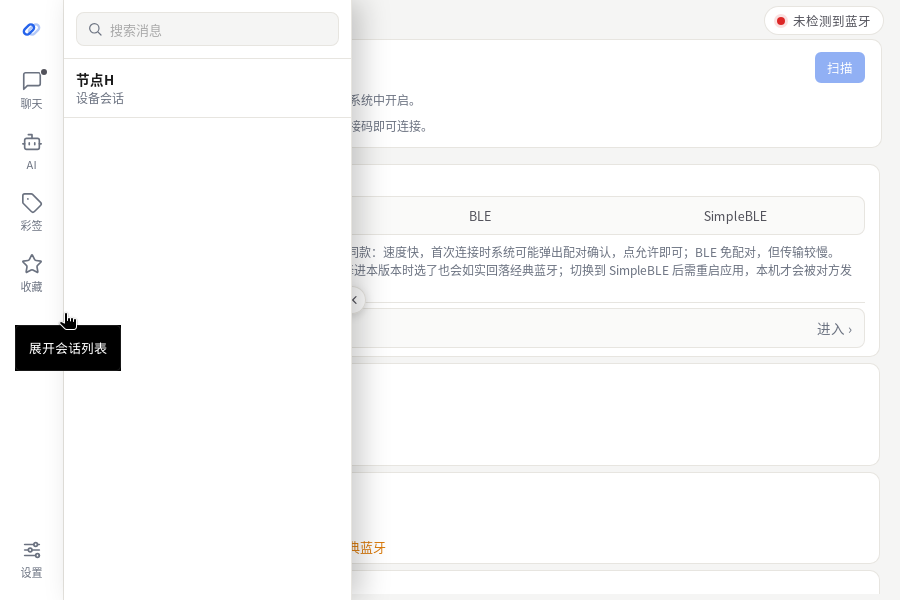 搜索消息
未检测到蓝牙
节点H
设备会话
扫描
聊天
系统中开启。
接码即可连接。
AI
彩签
BLE
SimpleBLE
同款：速度快，首次连接时系统可能弹出配对确认，点允许即可；BLE 免配对，但传输较慢。
进本版本时选了也会如实回落经典蓝牙；切换到 SimpleBLE 后需重启应用，本机才会被对方发
收藏
进入 ›
展开会话列表
典蓝牙
设置